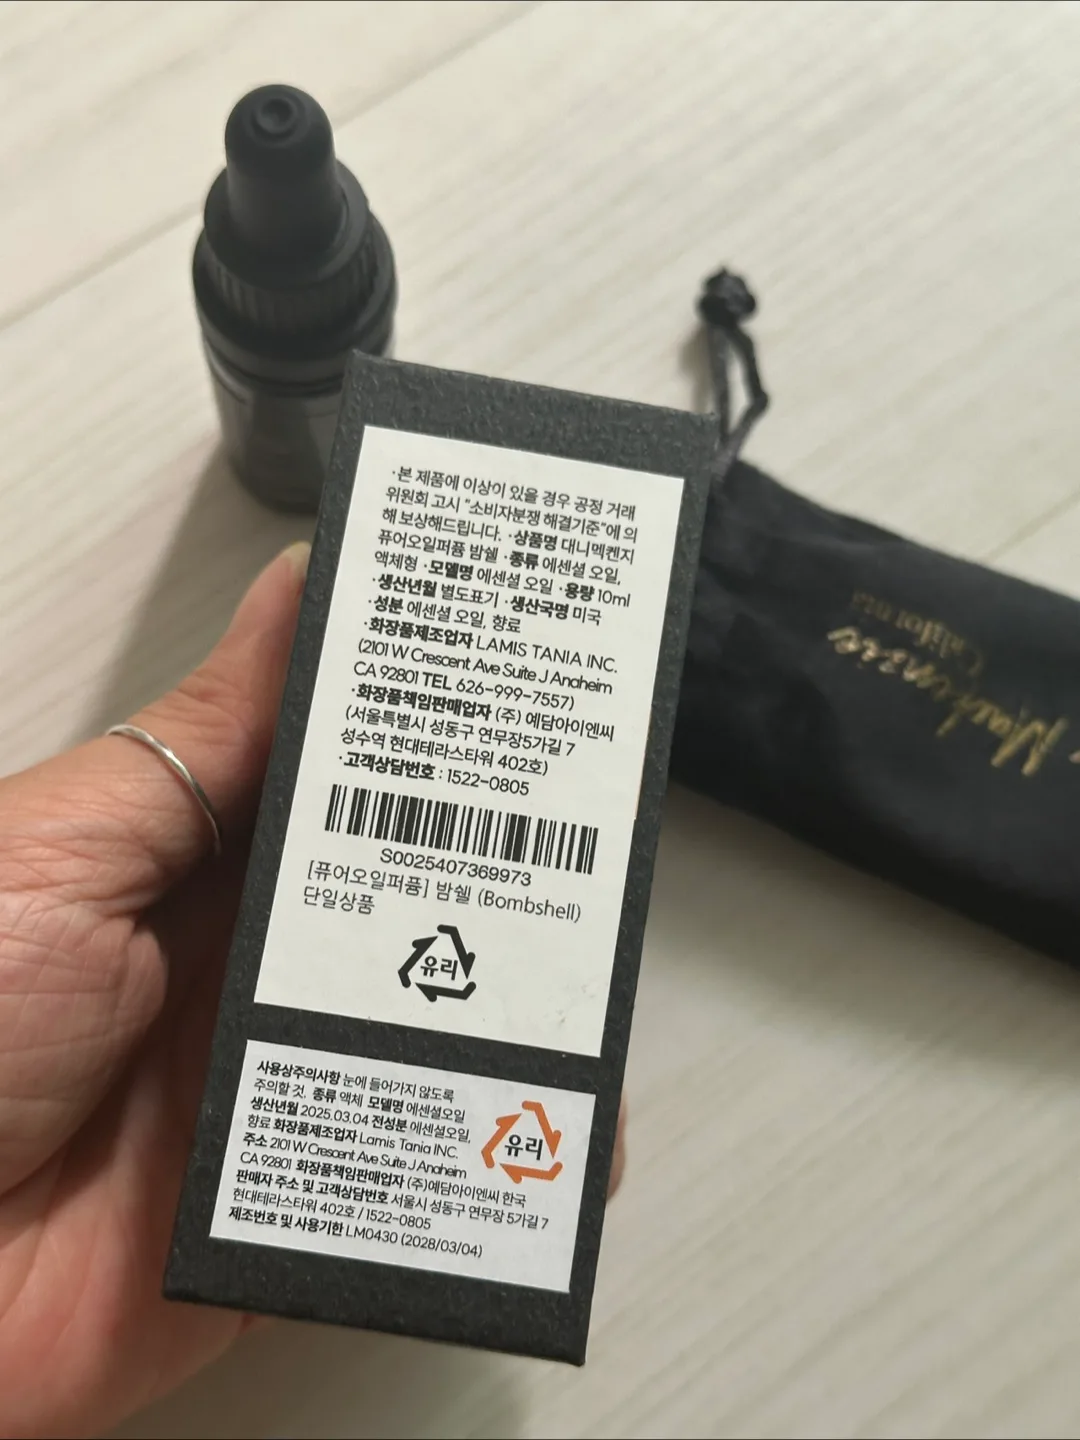 ·본 제품에 이상이 있을 경우 공정 거래
위원회 고시 "소비자분쟁 해결기준"에 의
해 보상해드립니다. ·상품명 대니맥켄지
퓨어오일퍼퓸 밤쉘 ·종류 에센셜 오일,
액체형 ·모델명 에센셜 오일 ·용량 10ml
·생산년월 별도표기 ·생산국명 미국
·성분 에센셜 오일, 향료
·화장품제조업자 LAMIS TANIA INC.
(2101 W Crescent Ave Suite J Anaheim
CA 92801 TEL 626-999-7557)
·화장품책임판매업자 (주) 예담아이엔씨
(서울특별시 성동구 연무장5가길 7
성수역 현대테라스타워 402호)
·고객상담번호 : 1522-0805
S0025407369973
[퓨어오일퍼퓸] 밤쉘 (Bombshell)
단일상품
유리
사용상주의사항 눈에 들어가지 않도록
주의할 것. 종류 액체 모델명 에센셜오일
생산년월 2025.03.04 전성분 에센셜오일,
향료 화장품제조업자 Lamis Tania INC.
주소 2101 W Crescent Ave Suite J Anaheim
CA 92801 화장품책임판매업자 (주)예담아이엔씨 한국
판매자 주소 및 고객상담번호 서울시 성동구 연무장 5가길 7
현대테라스타워 402호 / 1522-0805
제조번호 및 사용기한 LM0430 (2028/03/04)
유리
Mackenzie
California